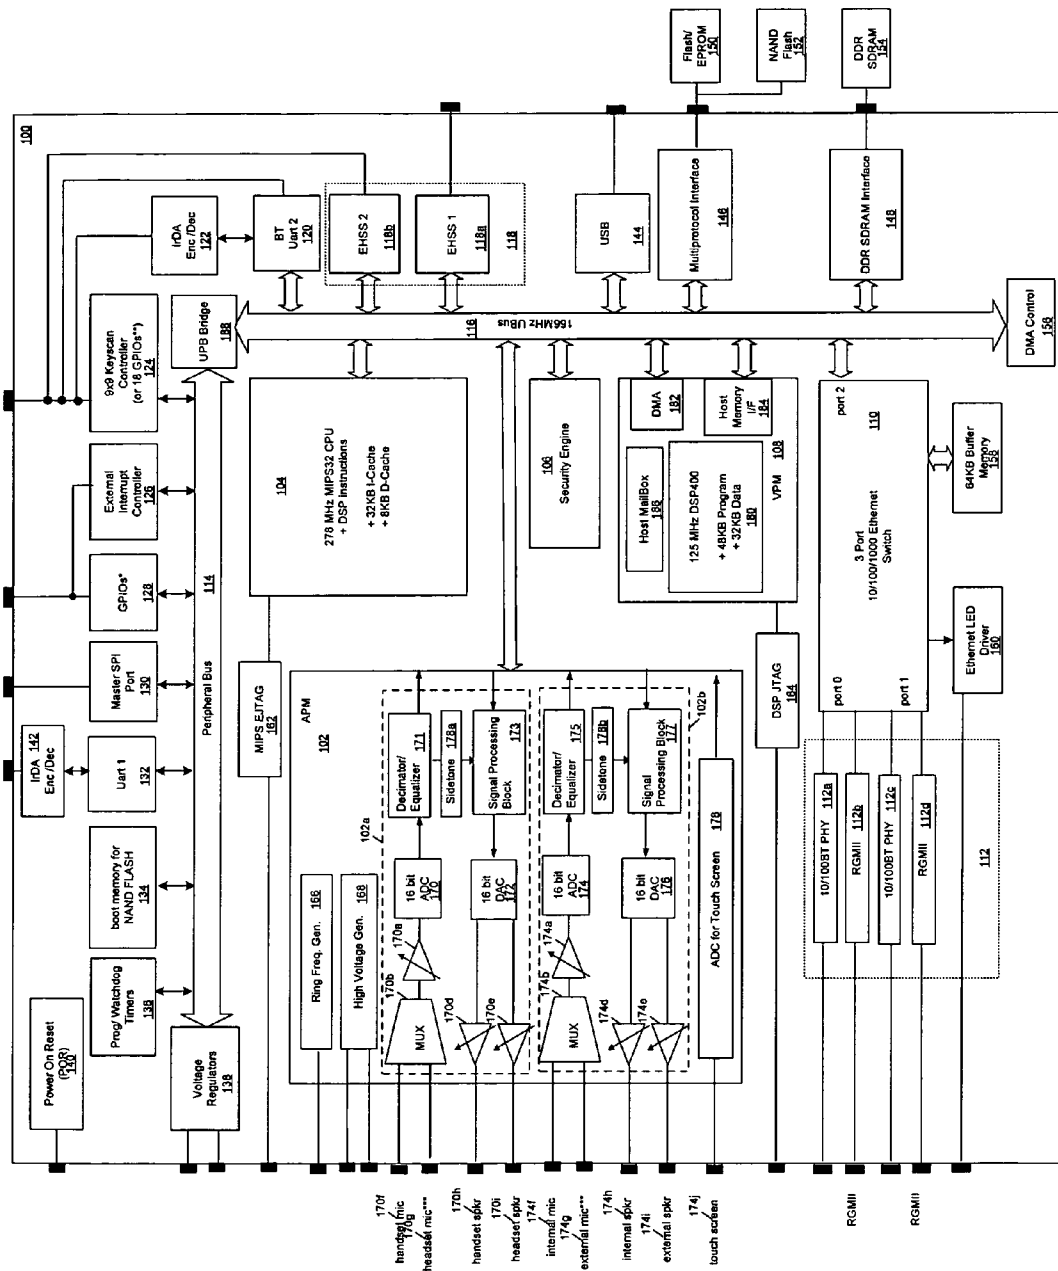 Flash/
EPROM
150
NAND
Flash
152
DDR
SDRAM
154
100
IrDA
Enc /Dec
122
BT
Uart 2
120
EHSS 2
118b
EHSS 1
118a
118
USB
144
Multiprotocol Interface
146
DDR SDRAM Interface
148
9x9 Keyscan
Controller
(or 18 GPIOs**)
124
UPB Bridge
188
116
166MHz UBus
DMA Control
156
External
Interrupt
Controller
126
GPIOs*
128
Master SPI
Port
130
IrDA 142
Enc /Dec
Uart 1
132
boot memory for
NAND FLASH
134
Prog/ Watchdog
Timers
136
Power On Reset
(POR)
140
Voltage
Regulators
138
114
Peripheral Bus
104
278 MHz MIPS32 CPU
+ DSP Instructions
+ 32KB I-Cache
+ 8KB D-Cache
106
Security Engine
DMA
182
Host
Memory
I/F
184
Host MailBox
186
125 MHz DSP400
+ 48KB Program
+ 32KB Data
180
108
VPM
port 2
110
3 Port
10/100/1000 Ethernet
Switch
port 0
port 1
64KB Buffer
Memory
158
Ethernet LED
Driver
160
MIPS EJTAG
162
DSP JTAG
164
APM
102
102a
102b
Decimator/
Equalizer
171
Sidetone
178a
Signal Processing
Block
173
Decimator/
Equalizer
175
Sidetone
178b
Signal
Processing Block
177
16 bit
ADC
170
16 bit
DAC
172
16 bit
ADC
174
16 bit
DAC
176
Ring Freq. Gen.
166
High Voltage Gen.
168
170a
170b
MUX
170d
170e
174a
174b
MUX
174d
174e
ADC for Touch Screen
178
10/100BT PHY
112a
RGMII
112b
10/100BT PHY
112c
RGMII
112d
112
170f
handset mic
170g
headset mic***
170h
handset spkr
170i
headset spkr
174f
internal mic
174g
external mic***
174h
internal spkr
174i
external spkr
174j
touch screen
RGMII
RGMII